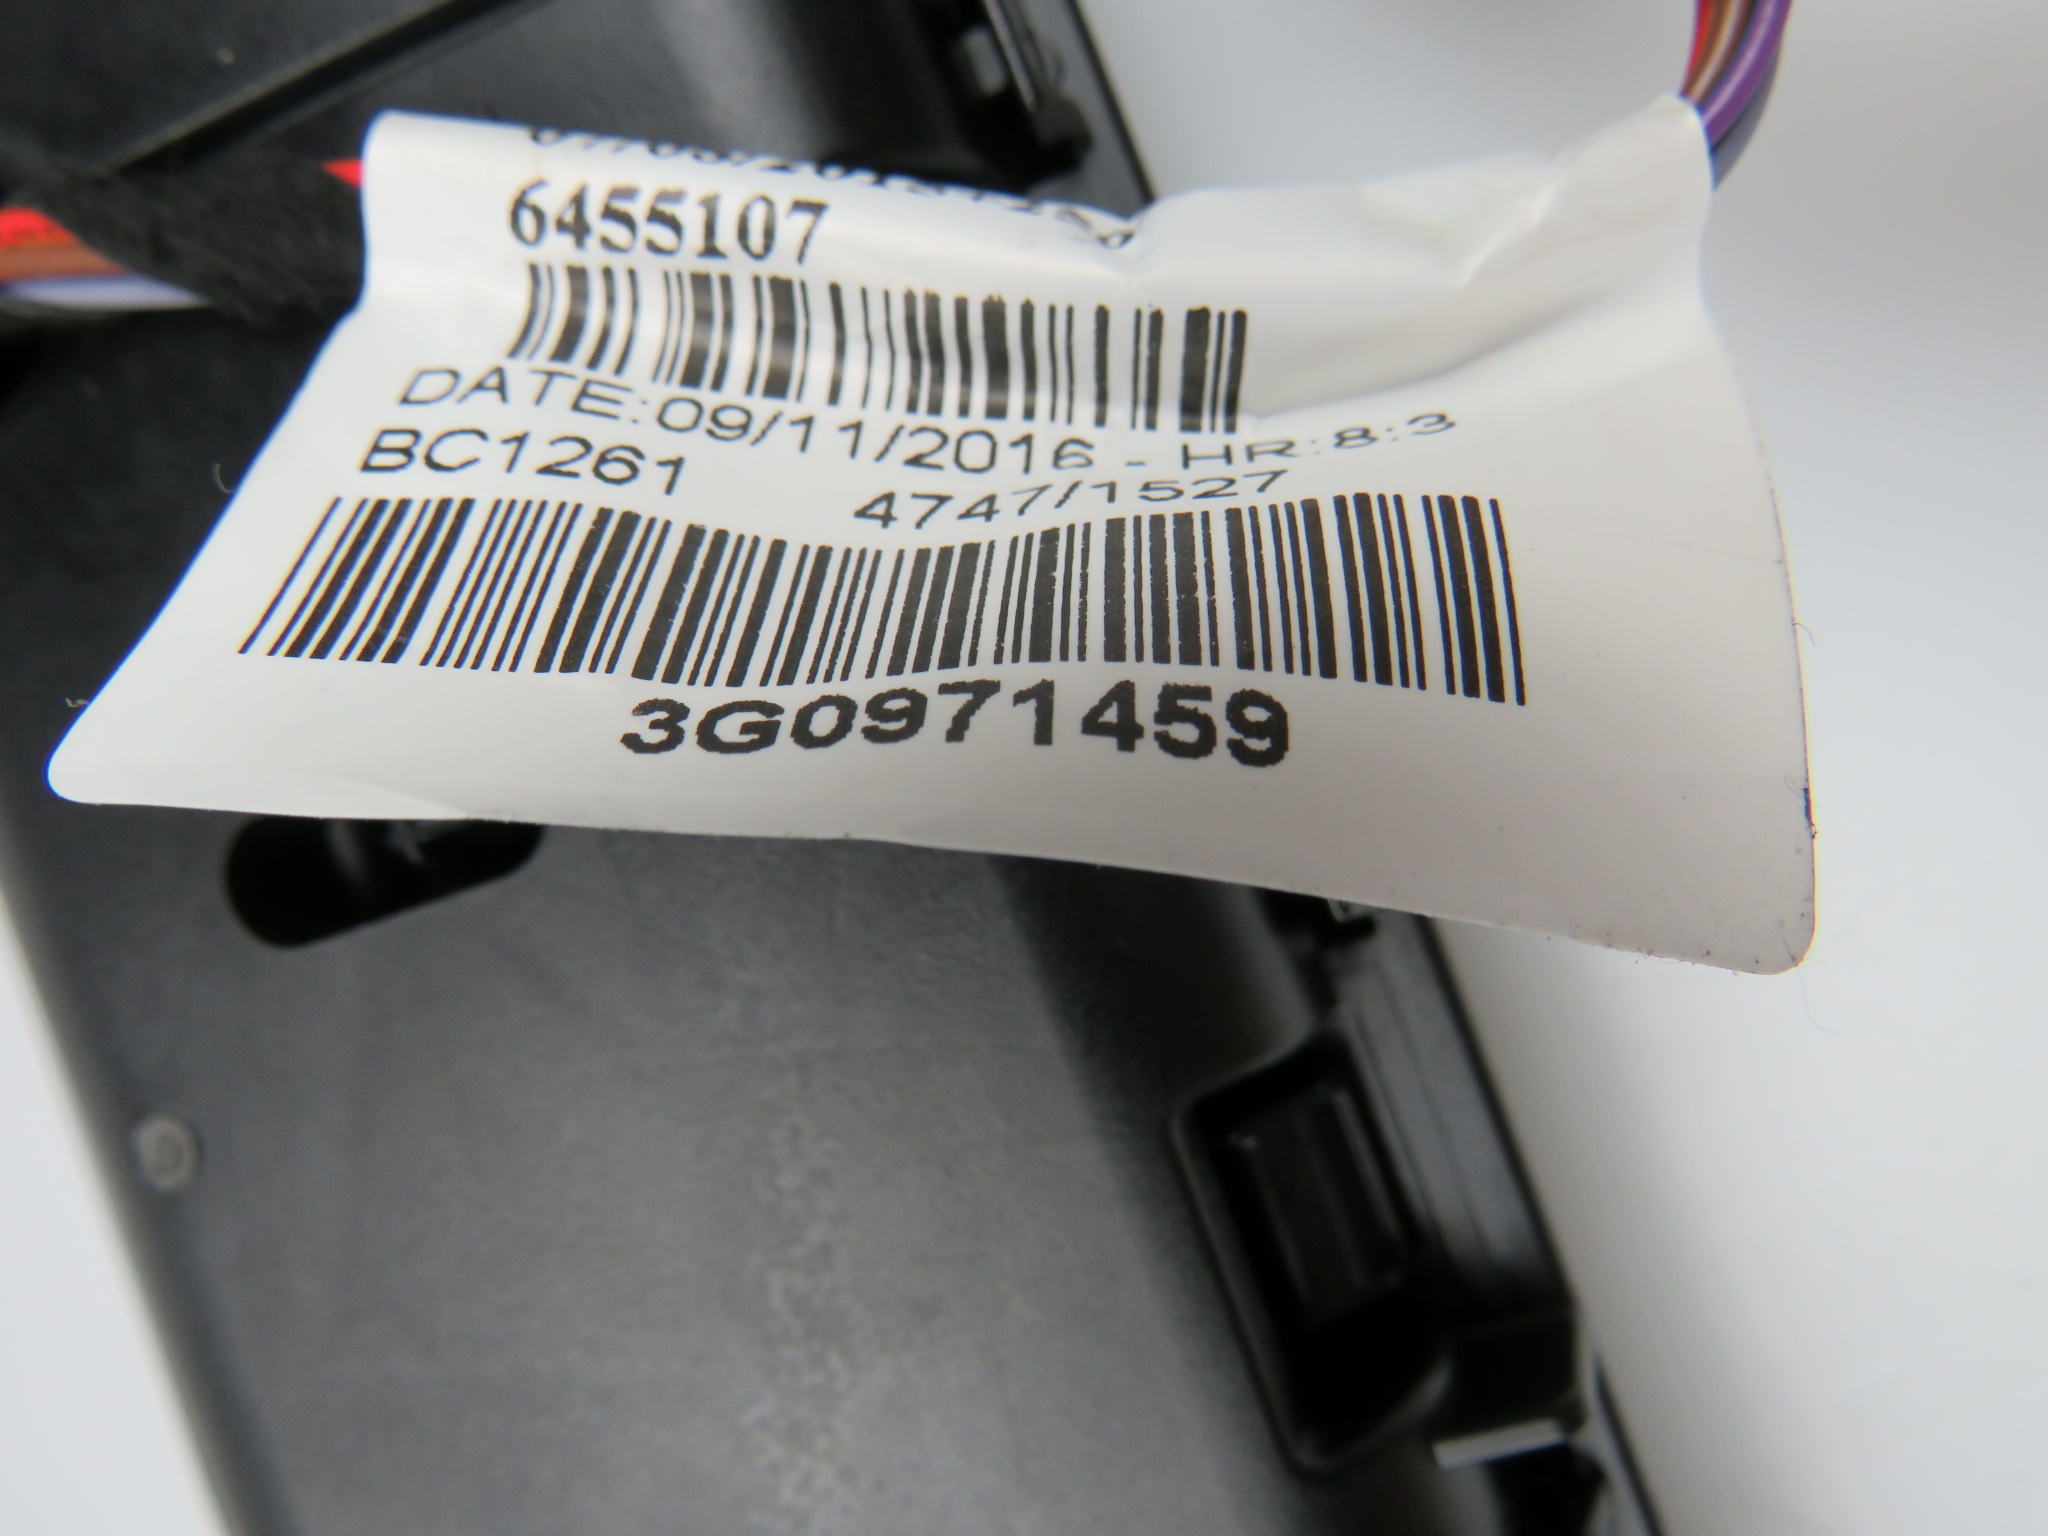 6455107
DATE:09/11/2016 - HR:8:3
BC1261
4747/1527
3G0971459